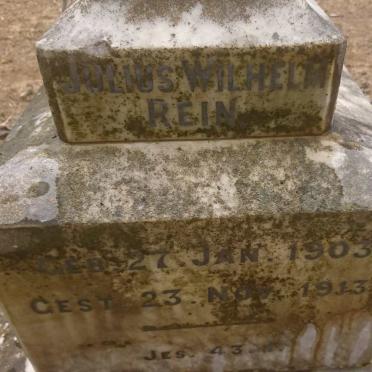 JULIUS WILHELM
REIN
GEB. 27 JAN. 1903
GEST. 23 NOV. 1913
JES. 43